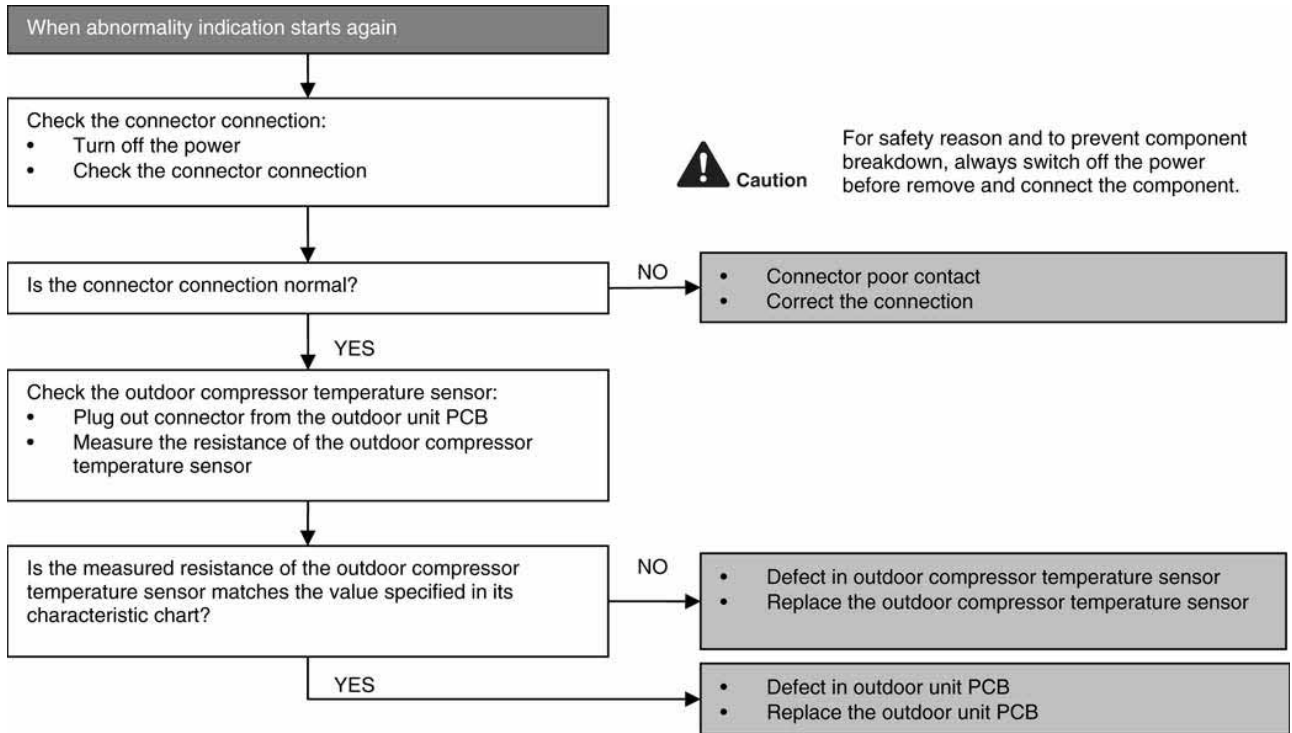 When abnormality indication starts again
Check the connector connection:
• Turn off the power
• Check the connector connection
Caution
For safety reason and to prevent component
breakdown, always switch off the power
before remove and connect the component.
Is the connector connection normal?
NO
• Connector poor contact
• Correct the connection
YES
Check the outdoor compressor temperature sensor:
• Plug out connector from the outdoor unit PCB
• Measure the resistance of the outdoor compressor
temperature sensor
Is the measured resistance of the outdoor compressor
temperature sensor matches the value specified in its
characteristic chart?
NO
• Defect in outdoor compressor temperature sensor
• Replace the outdoor compressor temperature sensor
YES
• Defect in outdoor unit PCB
• Replace the outdoor unit PCB